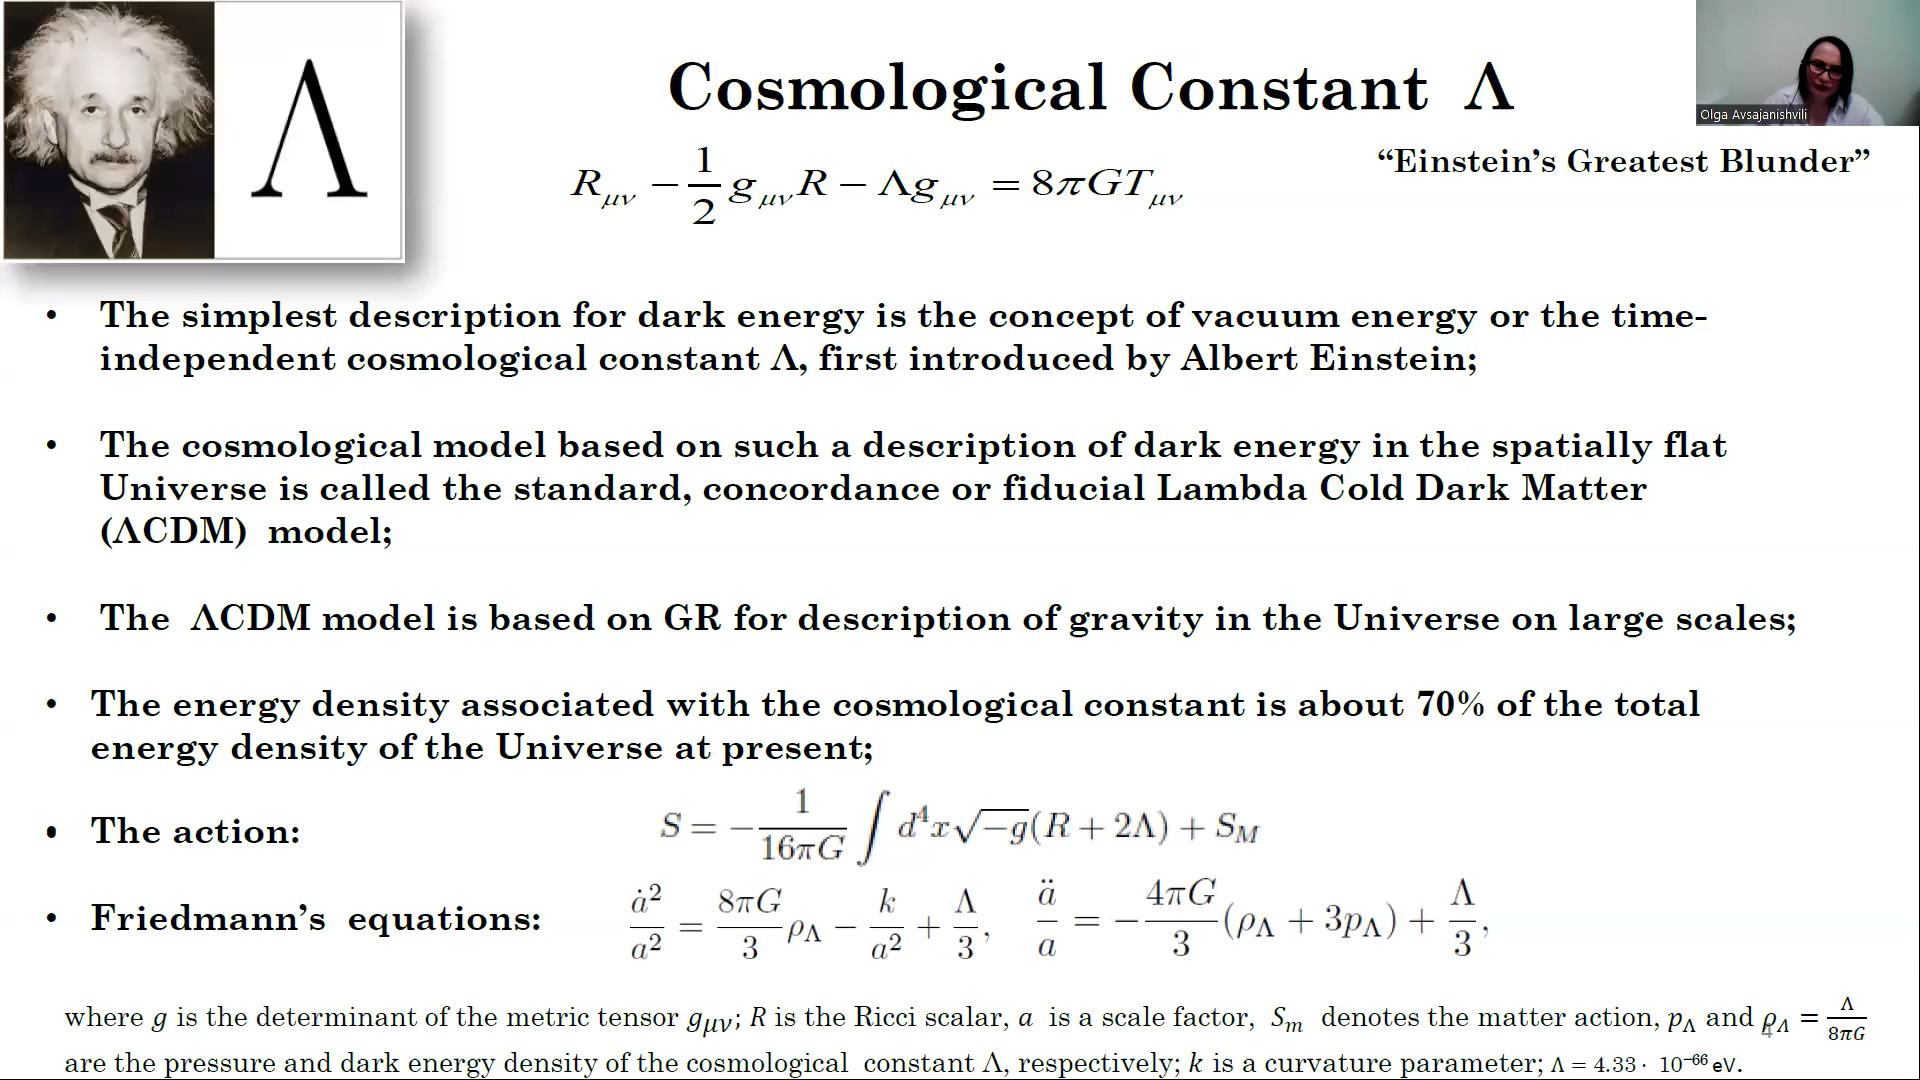 Λ
Cosmological Constant Λ
Olga Avsajanishvili
“Einstein’s Greatest Blunder”
R_μν − 1/2 g_μν R − Λg_μν = 8πGT_μν
• The simplest description for dark energy is the concept of vacuum energy or the time-
independent cosmological constant Λ, first introduced by Albert Einstein;
• The cosmological model based on such a description of dark energy in the spatially flat
Universe is called the standard, concordance or fiducial Lambda Cold Dark Matter
(ΛCDM) model;
• The ΛCDM model is based on GR for description of gravity in the Universe on large scales;
• The energy density associated with the cosmological constant is about 70% of the total
energy density of the Universe at present;
• The action: S = −1/(16πG) ∫ d⁴x√−g(R + 2Λ) + S_M
• Friedmann’s equations: ȧ²/a² = 8πG/3 ρ_Λ − k/a² + Λ/3, ä/a = −4πG/3 (ρ_Λ + 3p_Λ) + Λ/3,
where g is the determinant of the metric tensor g_μν; R is the Ricci scalar, a is a scale factor, S_m denotes the matter action, p_Λ and ρ_Λ = Λ/8πG
4
are the pressure and dark energy density of the cosmological constant Λ, respectively; k is a curvature parameter; Λ = 4.33· 10⁻⁶⁶ eV.